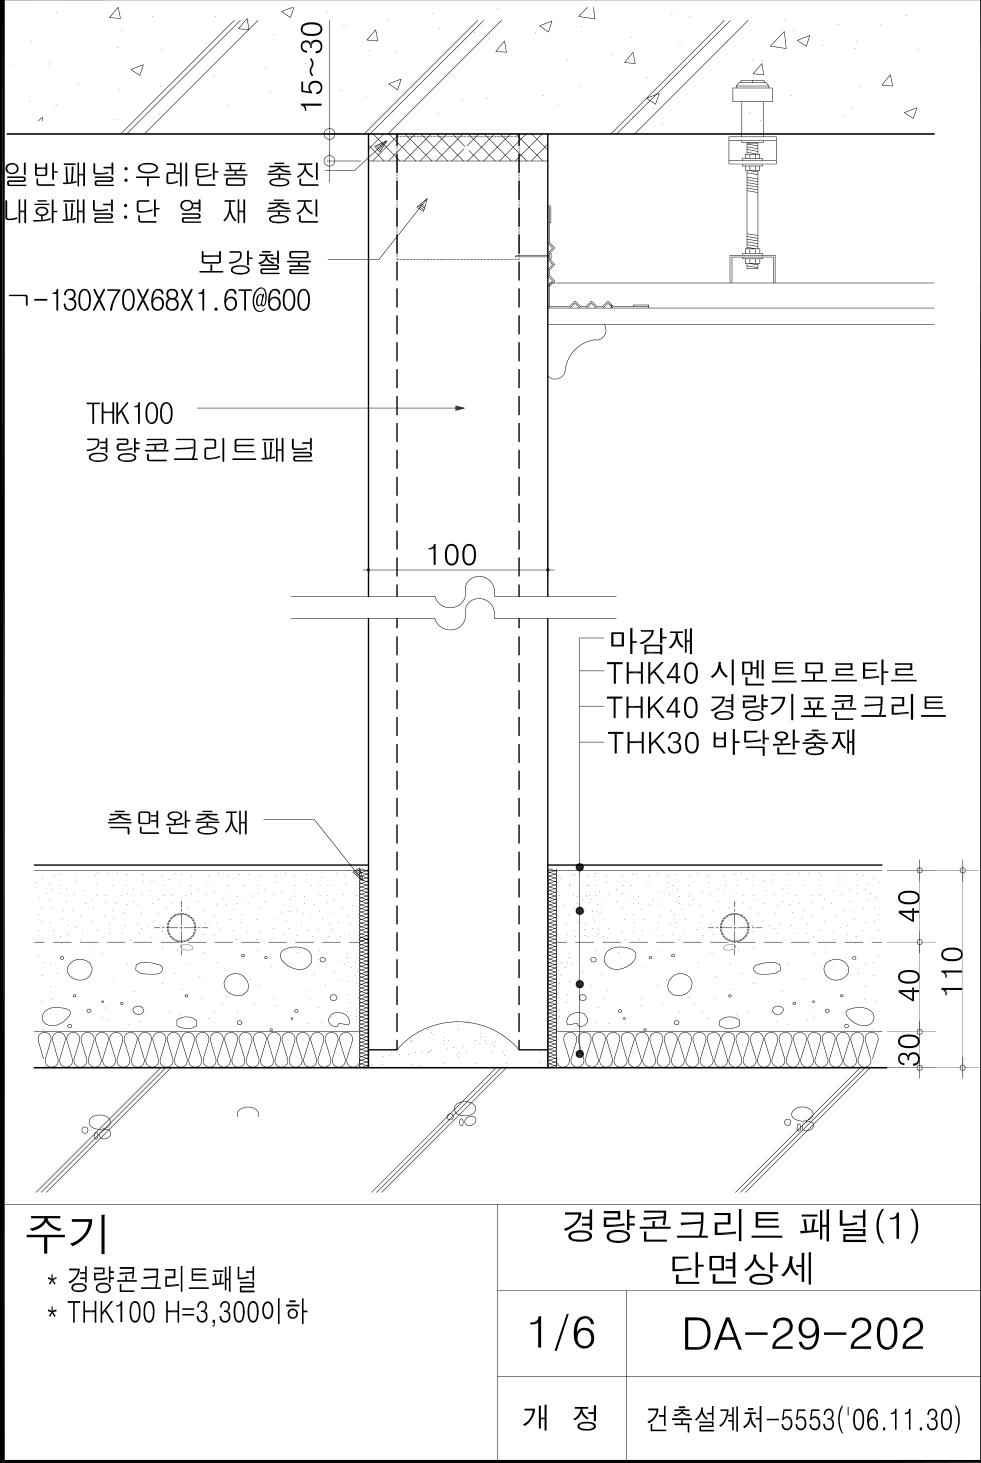 15~30
일반패널:우레탄폼 충진
내화패널:단 열 재 충진
보강철물
ㄱ-130X70X68X1.6T@600
THK100
경량콘크리트패널
100
마감재
THK40 시멘트모르타르
THK40 경량기포콘크리트
THK30 바닥완충재
측면완충재
40
40
30
110
주기
* 경량콘크리트패널
* THK100 H=3,300이하
경량콘크리트 패널(1)
단면상세
1/6
DA-29-202
개 정
건축설계처-5553('06.11.30)